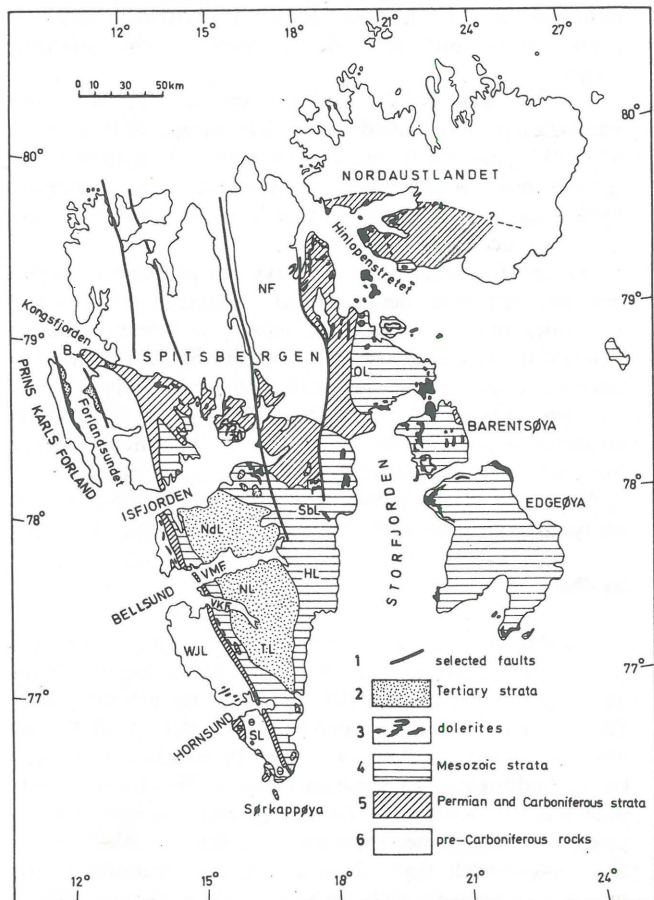 12° 15° 18° 21° 24° 27°
0 10 30 50km
80° 80°
NORDAUSTLANDET
?
Hinlopenstretet
NF
79° 79°
Kongsfjorden
B
SPITSBERGEN
OL
PRINS KARLS FORLAND
Forlandsundet
BARENTSØYA
ISFJORDEN
STORFJORDEN
EDGEØYA
78° 78°
SbL
NdL
VMF
HL
BELLSUND
NL
VKF
WJL
TL
77° 77°
HORNSUND
SL
Sørkappøya
1 selected faults
2 Tertiary strata
3 dolerites
4 Mesozoic strata
5 Permian and Carboniferous strata
6 pre-Carboniferous rocks
12° 15° 18° 21° 24°